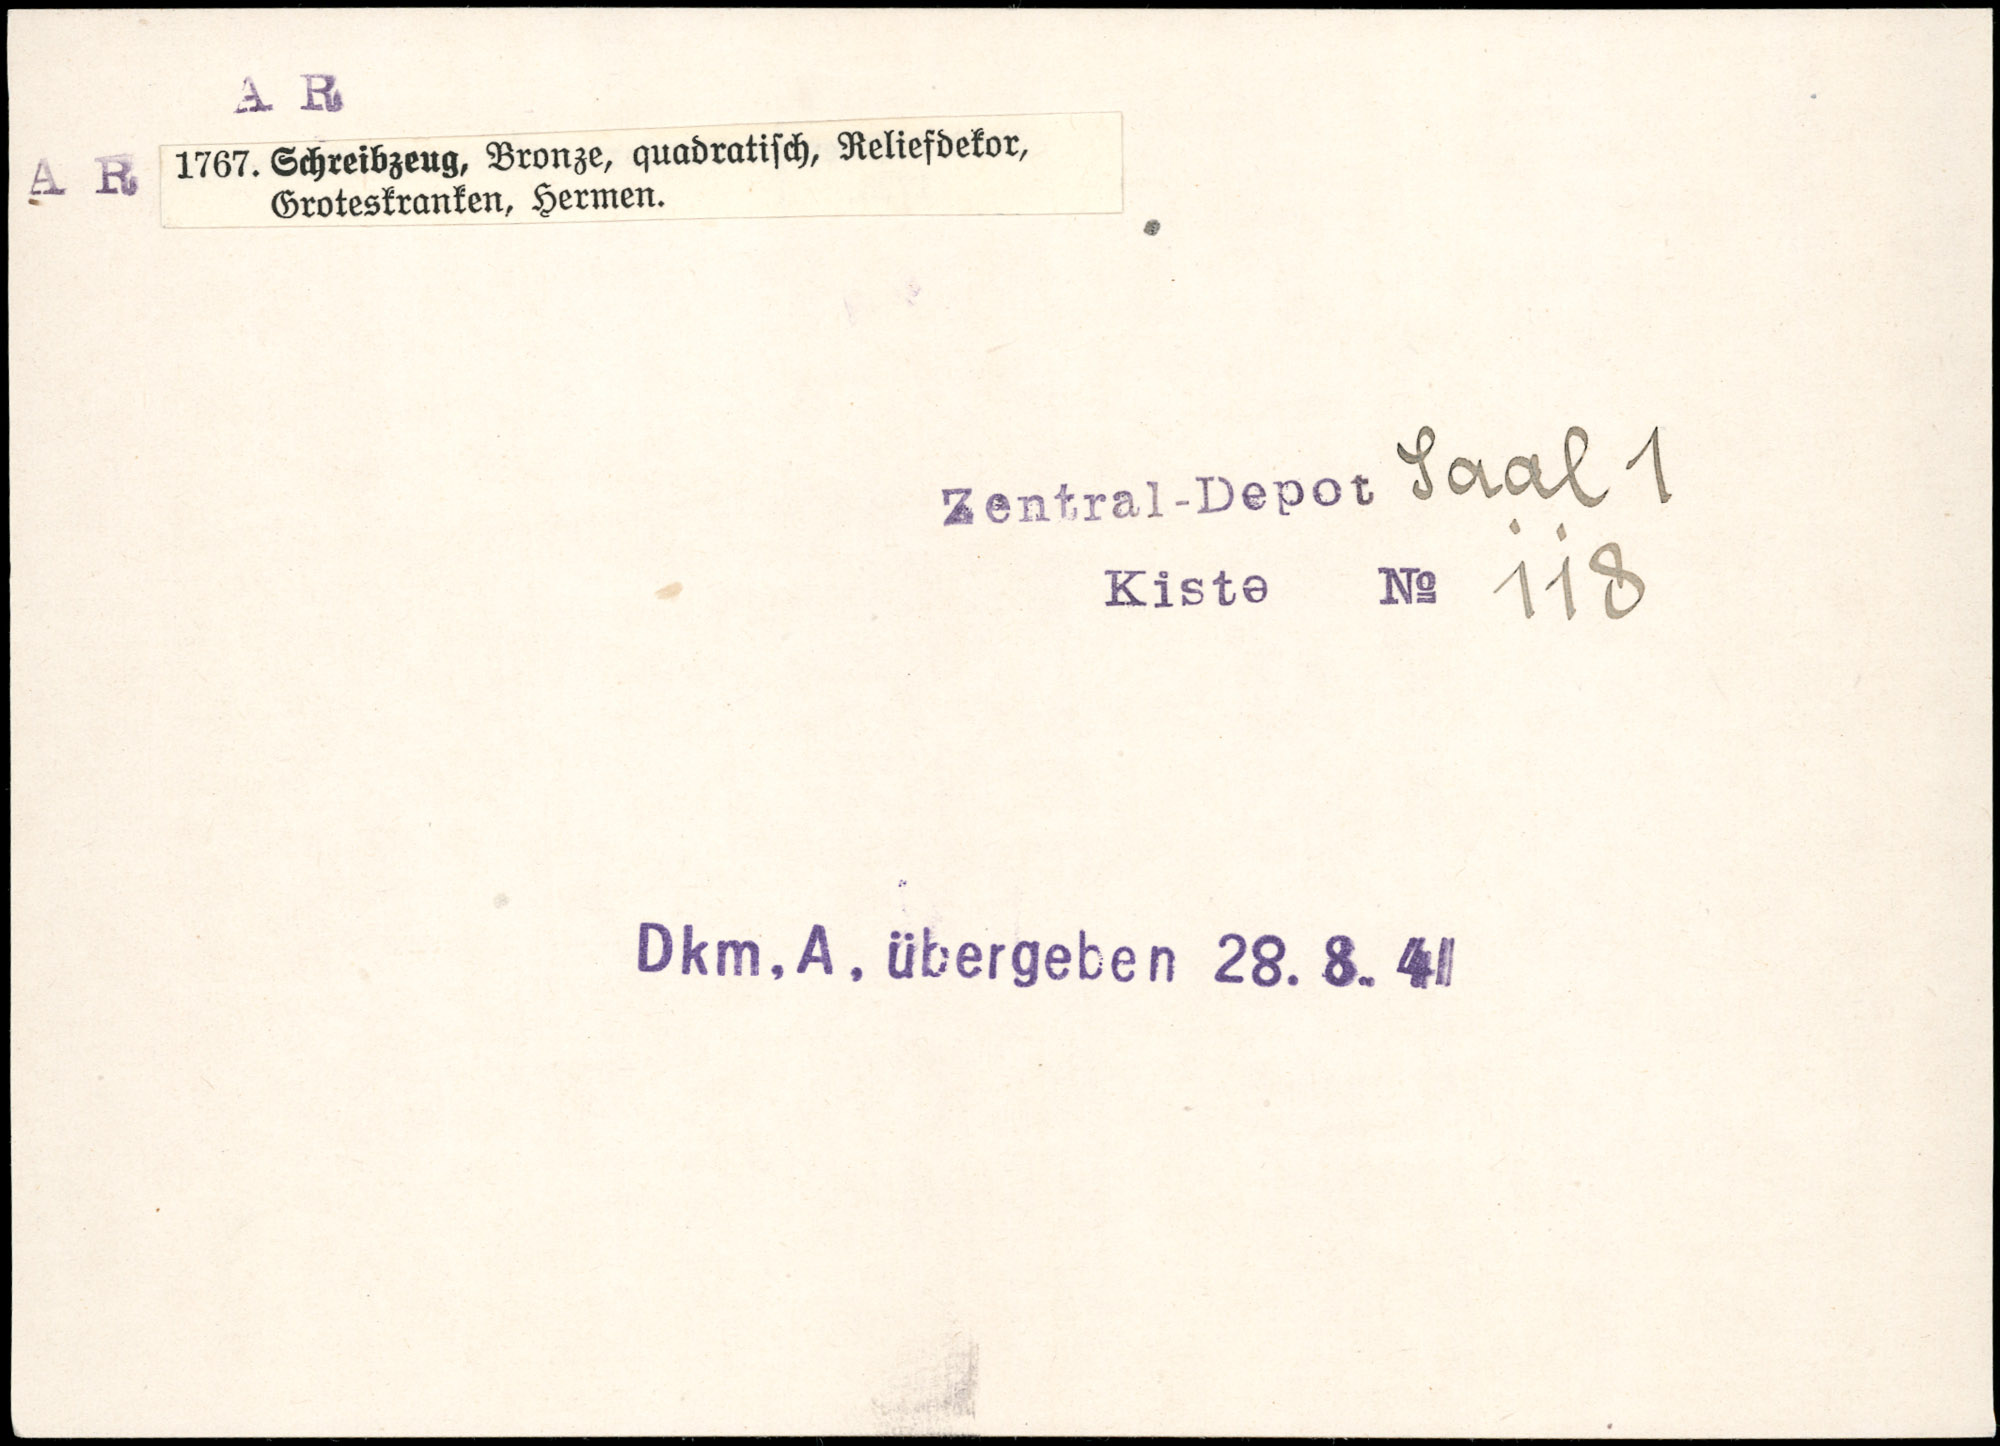 A R
A R 1767. Schreibzeug, Bronze, quadratisch, Reliefdekor,
Groteskranken, Hermen.
Zentral-Depot Saal 1
Kiste № 118
Dkm. A. übergeben 28. 8. 41